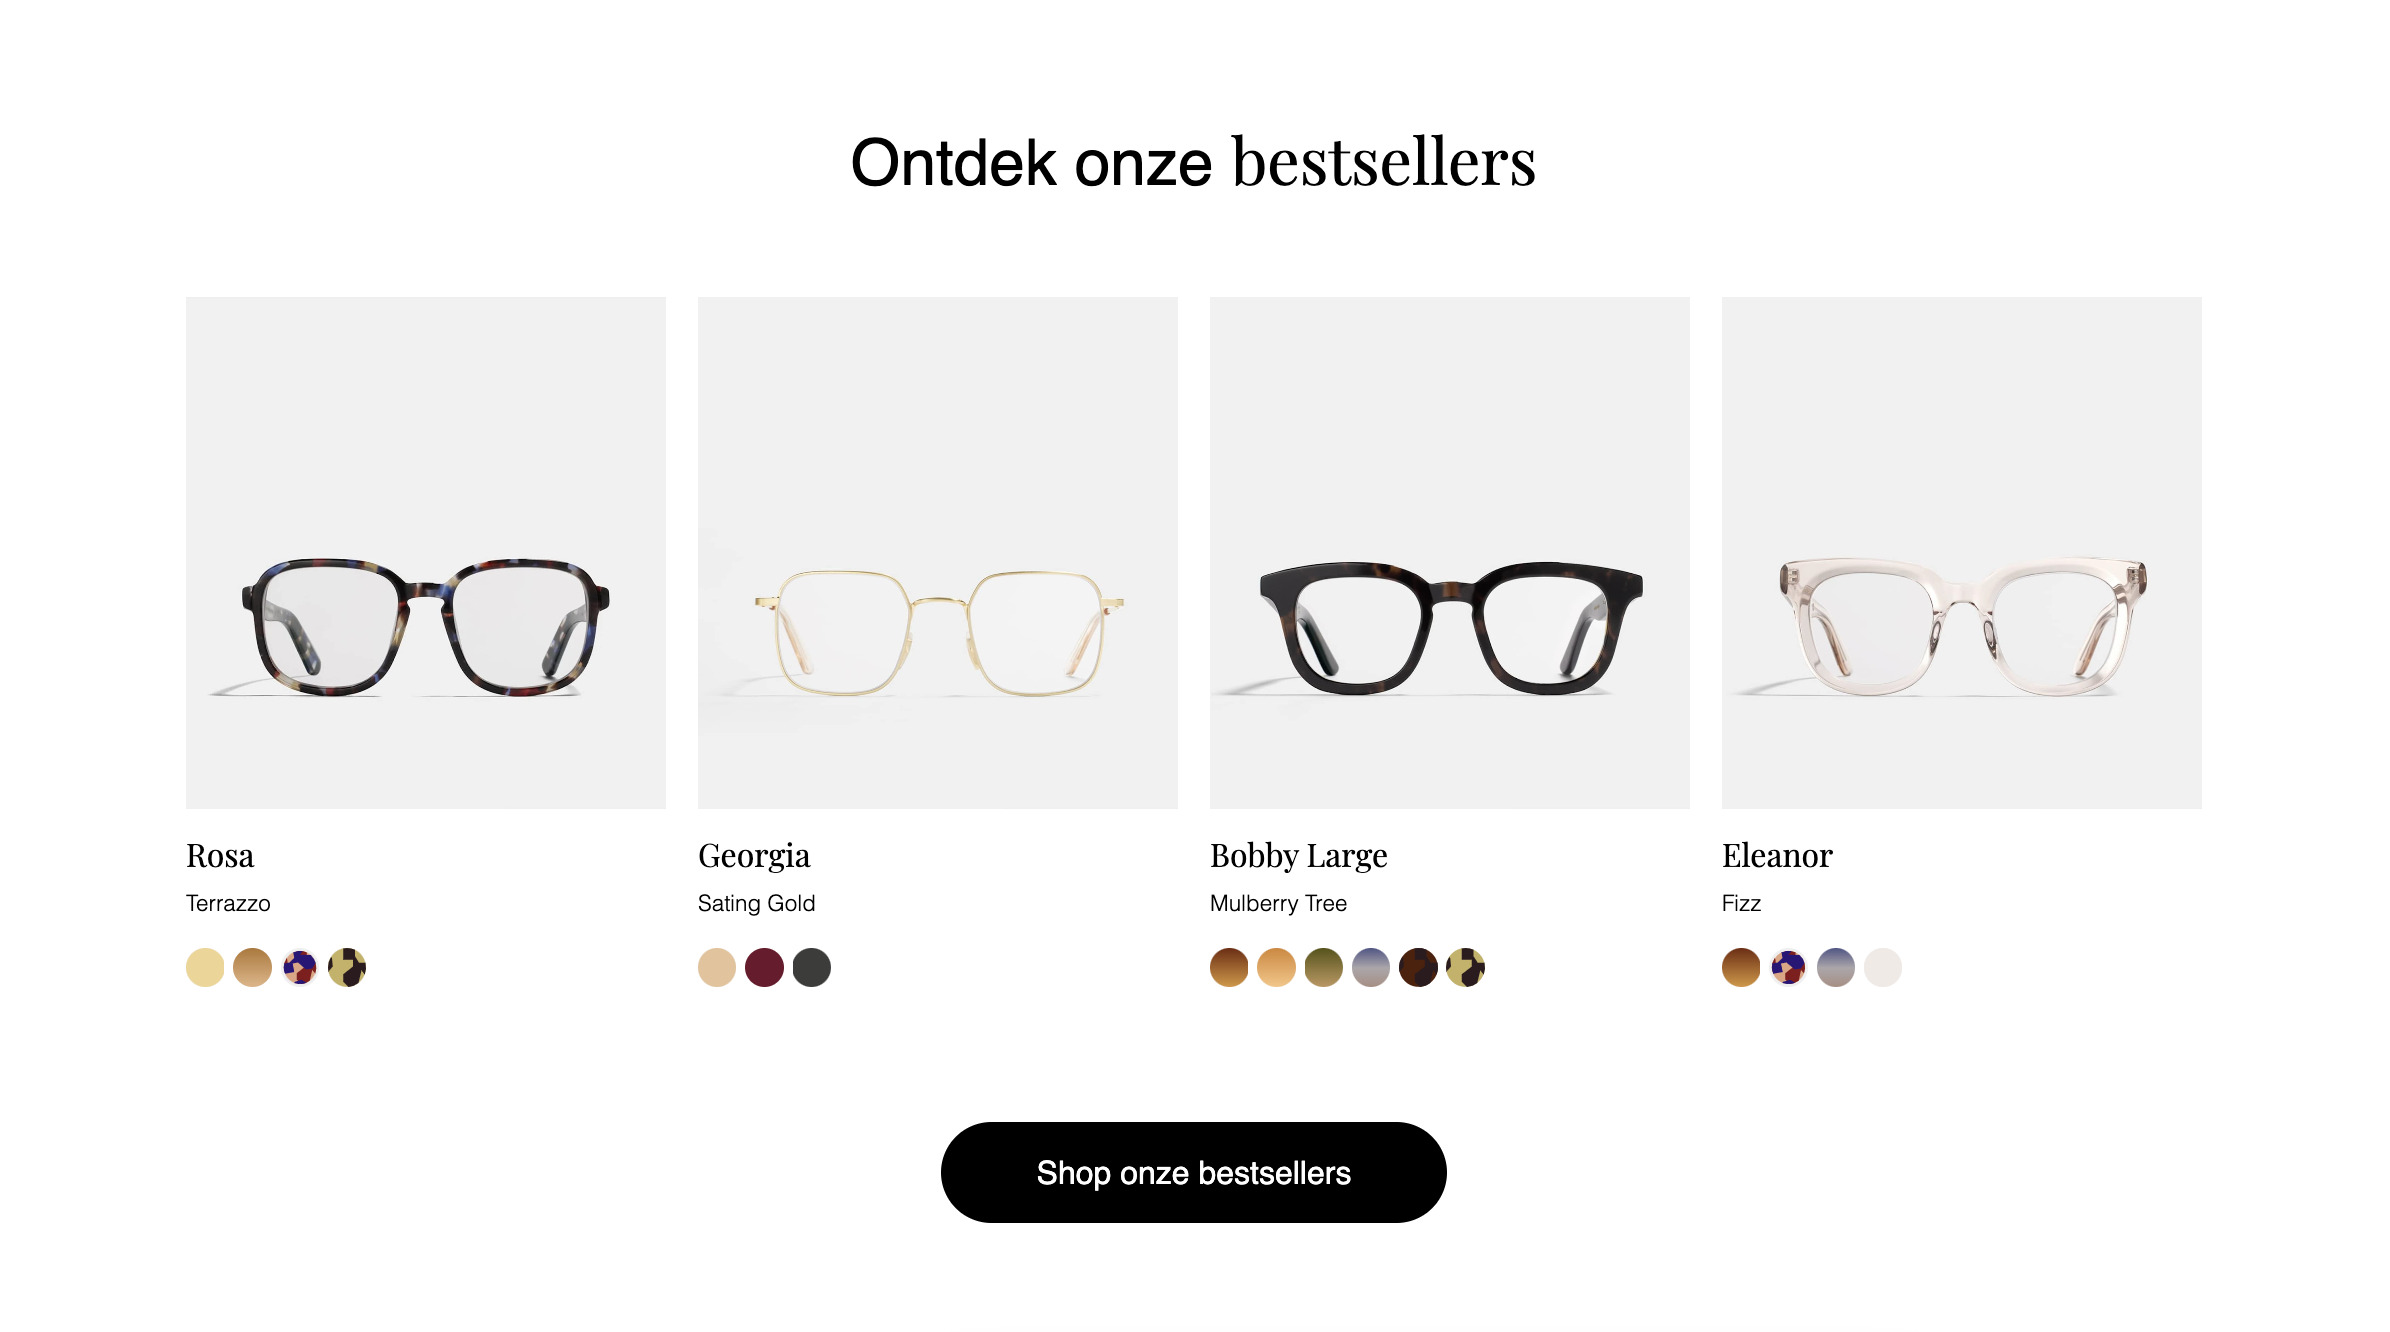 Ontdek onze bestsellers
Rosa
Terrazzo
Georgia
Sating Gold
Bobby Large
Mulberry Tree
Eleanor
Fizz
Shop onze bestsellers